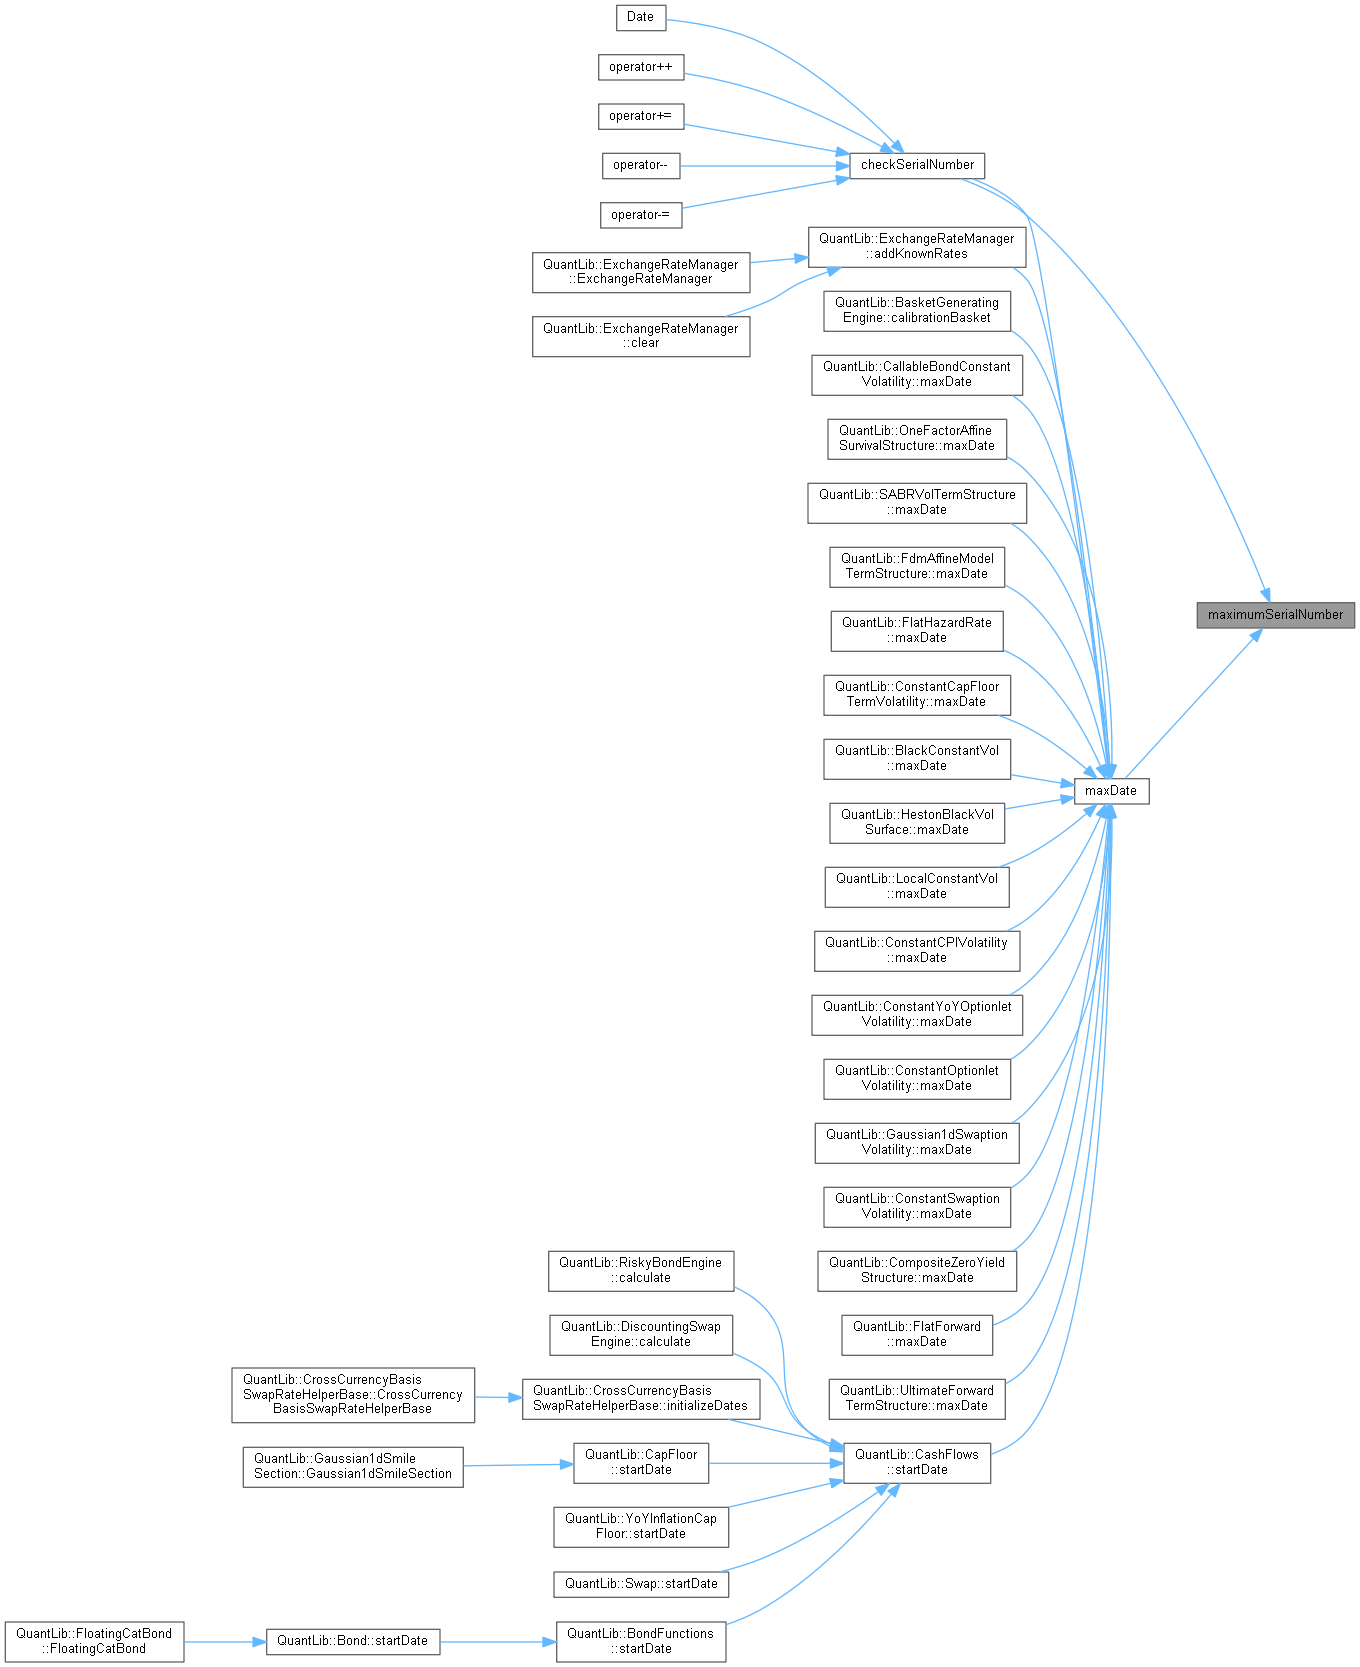 Date
operator++
operator+=
operator--
operator-=
checkSerialNumber
QuantLib::ExchangeRateManager
::addKnownRates
QuantLib::ExchangeRateManager
::ExchangeRateManager
QuantLib::ExchangeRateManager
::clear
QuantLib::BasketGenerating
Engine::calibrationBasket
QuantLib::CallableBondConstant
Volatility::maxDate
QuantLib::OneFactorAffine
SurvivalStructure::maxDate
QuantLib::SABRVolTermStructure
::maxDate
QuantLib::FdmAffineModel
TermStructure::maxDate
QuantLib::FlatHazardRate
::maxDate
QuantLib::ConstantCapFloor
TermVolatility::maxDate
QuantLib::BlackConstantVol
::maxDate
QuantLib::HestonBlackVol
Surface::maxDate
QuantLib::LocalConstantVol
::maxDate
QuantLib::ConstantCPIVolatility
::maxDate
QuantLib::ConstantYoYOptionlet
Volatility::maxDate
QuantLib::ConstantOptionlet
Volatility::maxDate
QuantLib::Gaussian1dSwaption
Volatility::maxDate
QuantLib::ConstantSwaption
Volatility::maxDate
QuantLib::CompositeZeroYield
Structure::maxDate
QuantLib::FlatForward
::maxDate
QuantLib::UltimateForward
TermStructure::maxDate
QuantLib::CashFlows
::startDate
maxDate
maximumSerialNumber
QuantLib::RiskyBondEngine
::calculate
QuantLib::DiscountingSwap
Engine::calculate
QuantLib::CrossCurrencyBasis
SwapRateHelperBase::initializeDates
QuantLib::CrossCurrencyBasis
SwapRateHelperBase::CrossCurrency
BasisSwapRateHelperBase
QuantLib::CapFloor
::startDate
QuantLib::Gaussian1dSmile
Section::Gaussian1dSmileSection
QuantLib::YoYInflationCap
Floor::startDate
QuantLib::Swap::startDate
QuantLib::BondFunctions
::startDate
QuantLib::Bond::startDate
QuantLib::FloatingCatBond
::FloatingCatBond